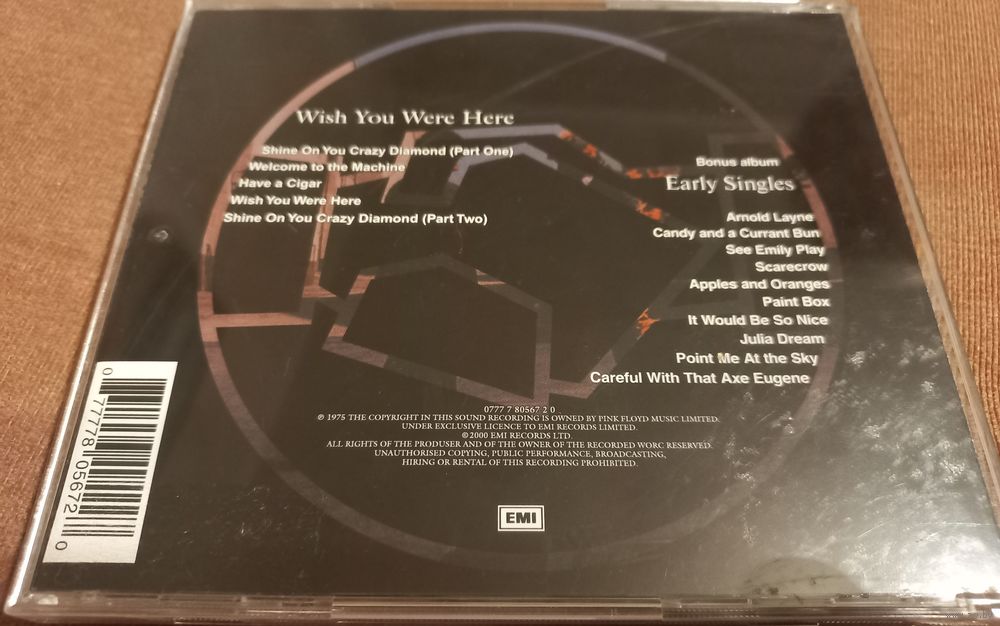 Wish You Were Here
Shine On You Crazy Diamond (Part One)
Welcome to the Machine
Have a Cigar
Wish You Were Here
Shine On You Crazy Diamond (Part Two)
Bonus album
Early Singles
Arnold Layne
Candy and a Currant Bun
See Emily Play
Scarecrow
Apples and Oranges
Paint Box
It Would Be So Nice
Julia Dream
Point Me At the Sky
Careful With That Axe Eugene
0777 7 80567 2 0
℗ 1975 THE COPYRIGHT IN THIS SOUND RECORDING IS OWNED BY PINK FLOYD MUSIC LIMITED.
UNDER EXCLUSIVE LICENCE TO EMI RECORDS LIMITED.
© 2000 EMI RECORDS LTD.
ALL RIGHTS OF THE PRODUSER AND OF THE OWNER OF THE RECORDED WORC RESERVED.
UNAUTHORISED COPYING, PUBLIC PERFORMANCE, BROADCASTING,
HIRING OR RENTAL OF THIS RECORDING PROHIBITED.
EMI
0 77778 05672 0